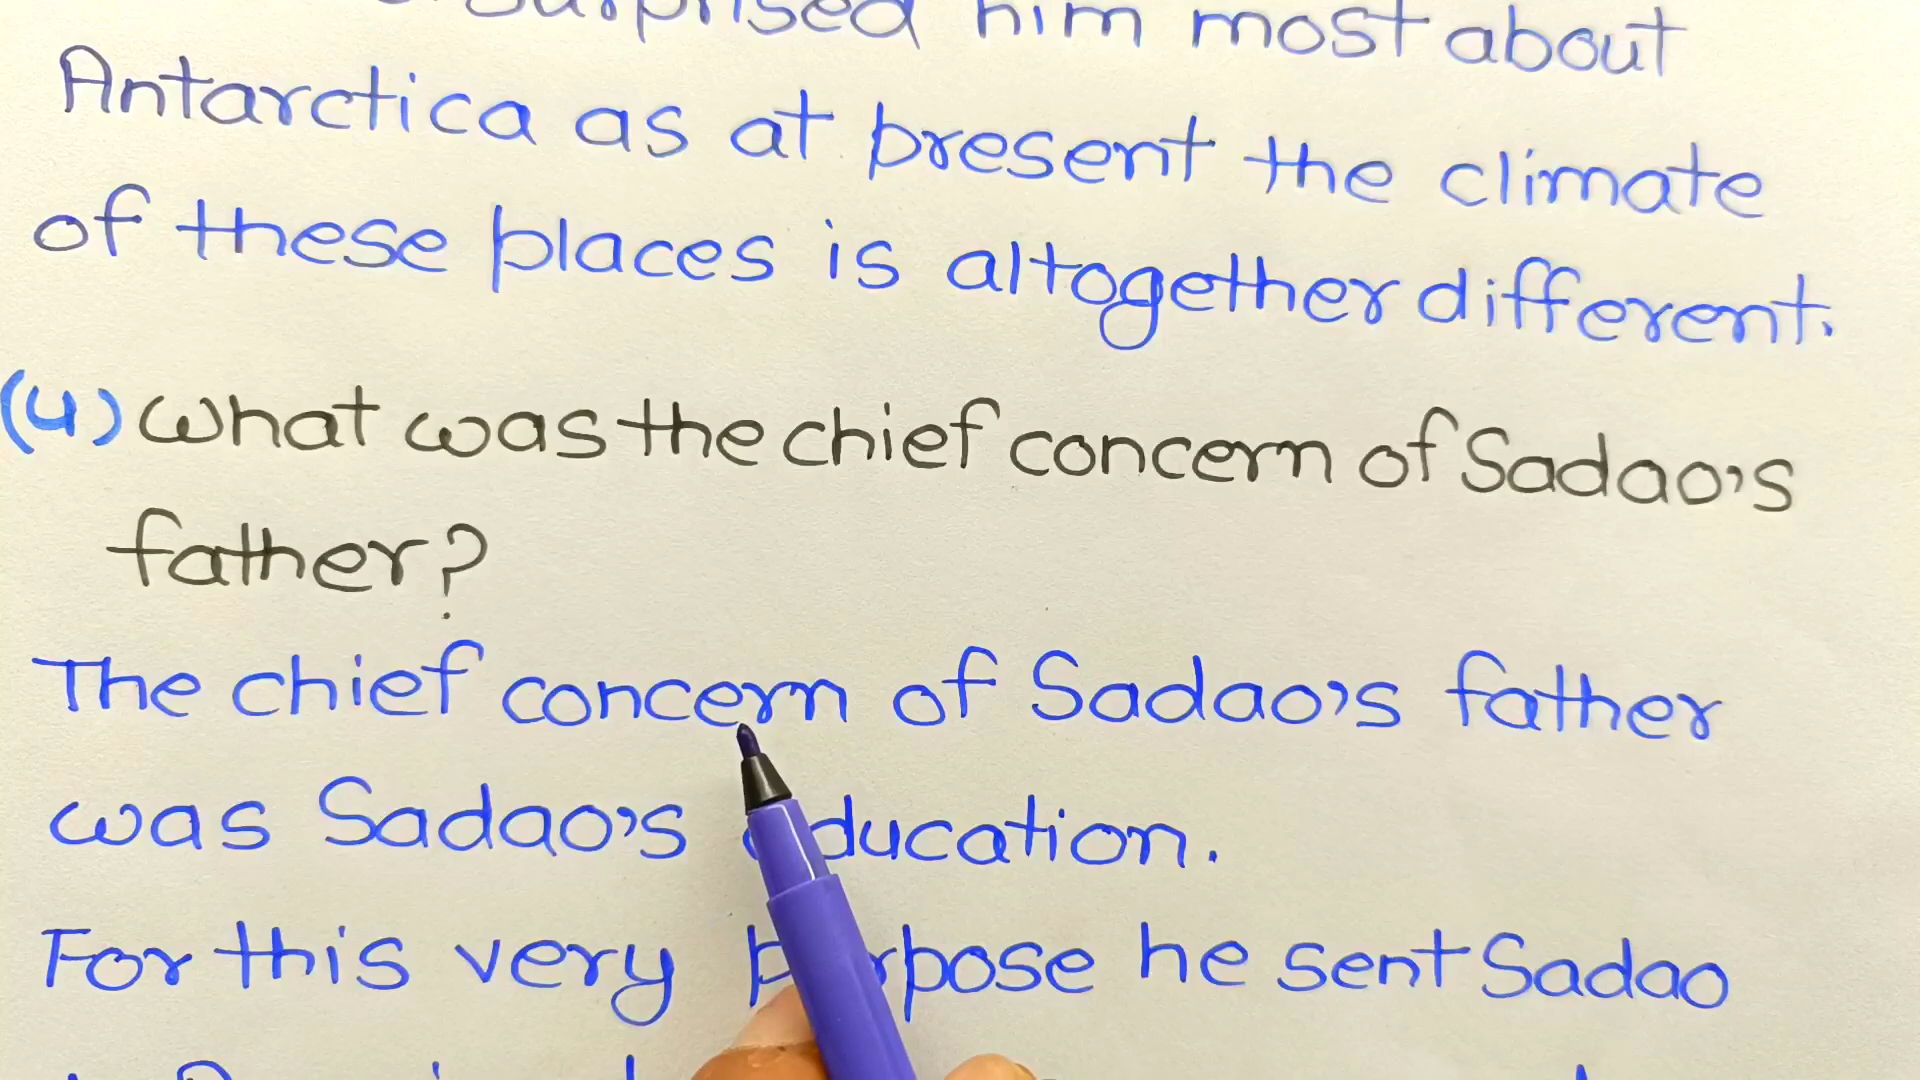 surprised him most about
Antarctica as at present the climate
of these places is altogether different.
(4) What was the chief concern of Sadao's
father?
The chief concern of Sadao's father
was Sadao's education.
For this very purpose he sent Sadao